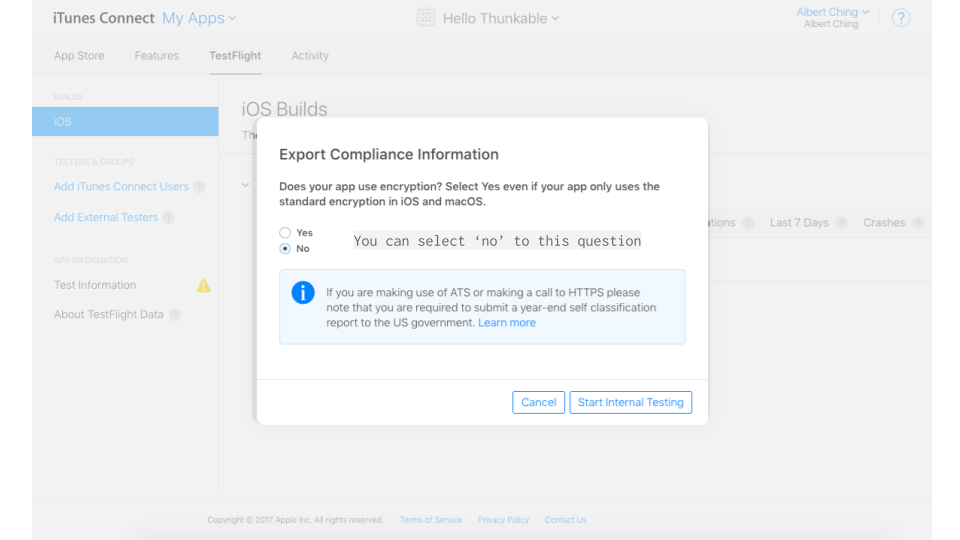 iTunes Connect My Apps
Hello Thunkable
Albert Ching
Albert Ching
?
App Store Features TestFlight Activity
BUILDS
iOS
TESTERS & GROUPS
Add iTunes Connect Users ?
Add External Testers ?
APP INFORMATION
Test Information
About TestFlight Data ?
iOS Builds
Export Compliance Information
Does your app use encryption? Select Yes even if your app only uses the
standard encryption in iOS and macOS.
Yes
No
You can select ‘no’ to this question
If you are making use of ATS or making a call to HTTPS please
note that you are required to submit a year-end self classification
report to the US government. Learn more
Cancel Start Internal Testing
Last 7 Days ? Crashes ?
Copyright © 2017 Apple Inc. All rights reserved. Terms of Service Privacy Policy Contact Us